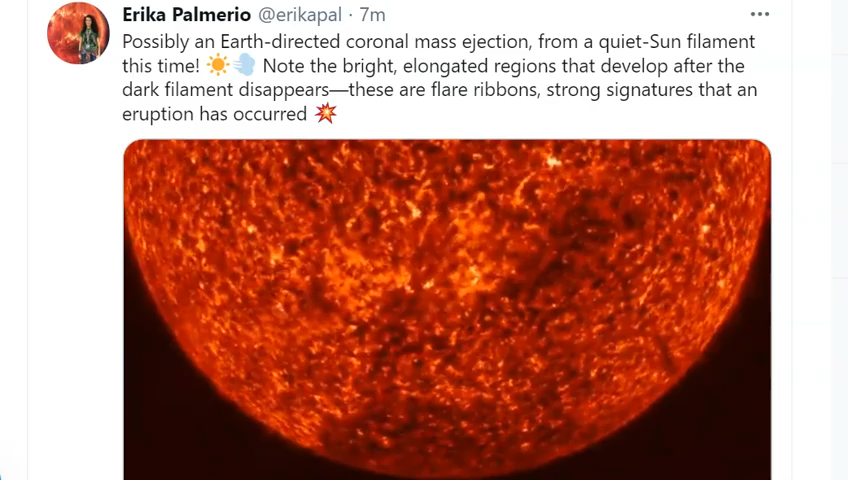 Erika Palmerio @erikapal · 7m
Possibly an Earth-directed coronal mass ejection, from a quiet-Sun filament
this time! ☀️💨 Note the bright, elongated regions that develop after the
dark filament disappears—these are flare ribbons, strong signatures that an
eruption has occurred 💥